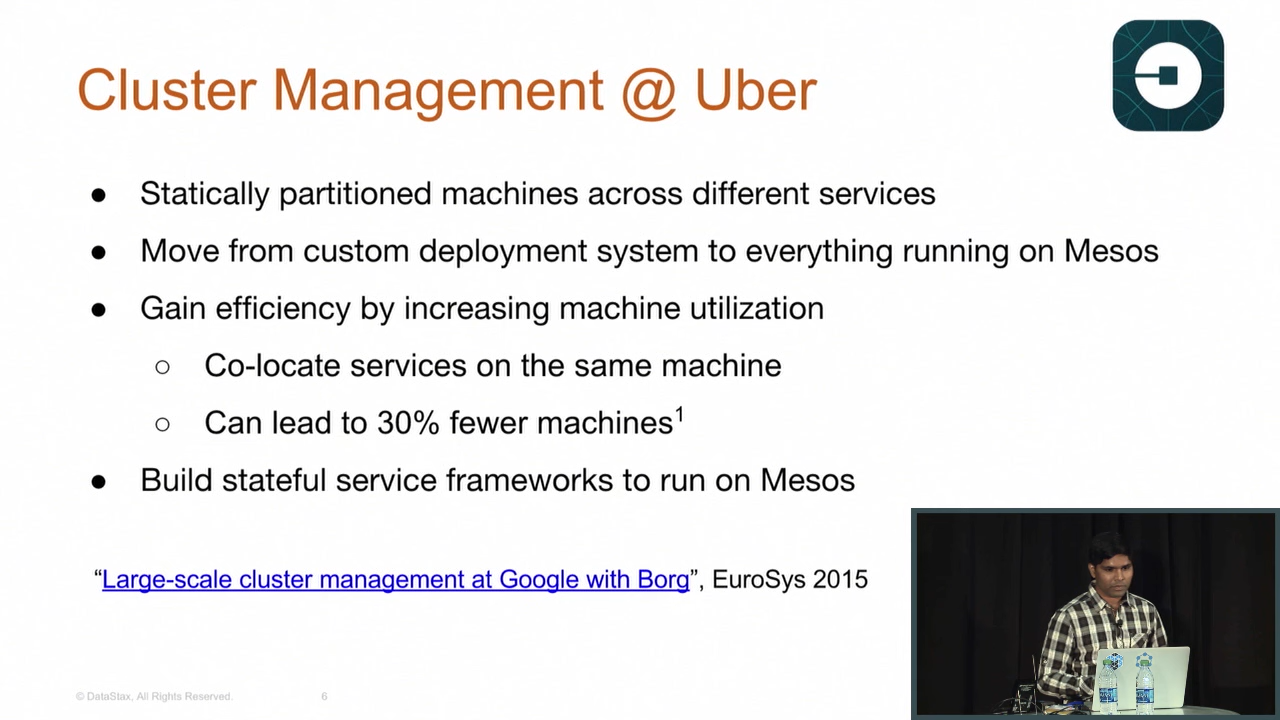 Cluster Management @ Uber
● Statically partitioned machines across different services
● Move from custom deployment system to everything running on Mesos
● Gain efficiency by increasing machine utilization
○ Co-locate services on the same machine
○ Can lead to 30% fewer machines¹
● Build stateful service frameworks to run on Mesos
“Large-scale cluster management at Google with Borg”, EuroSys 2015
© DataStax, All Rights Reserved. 6